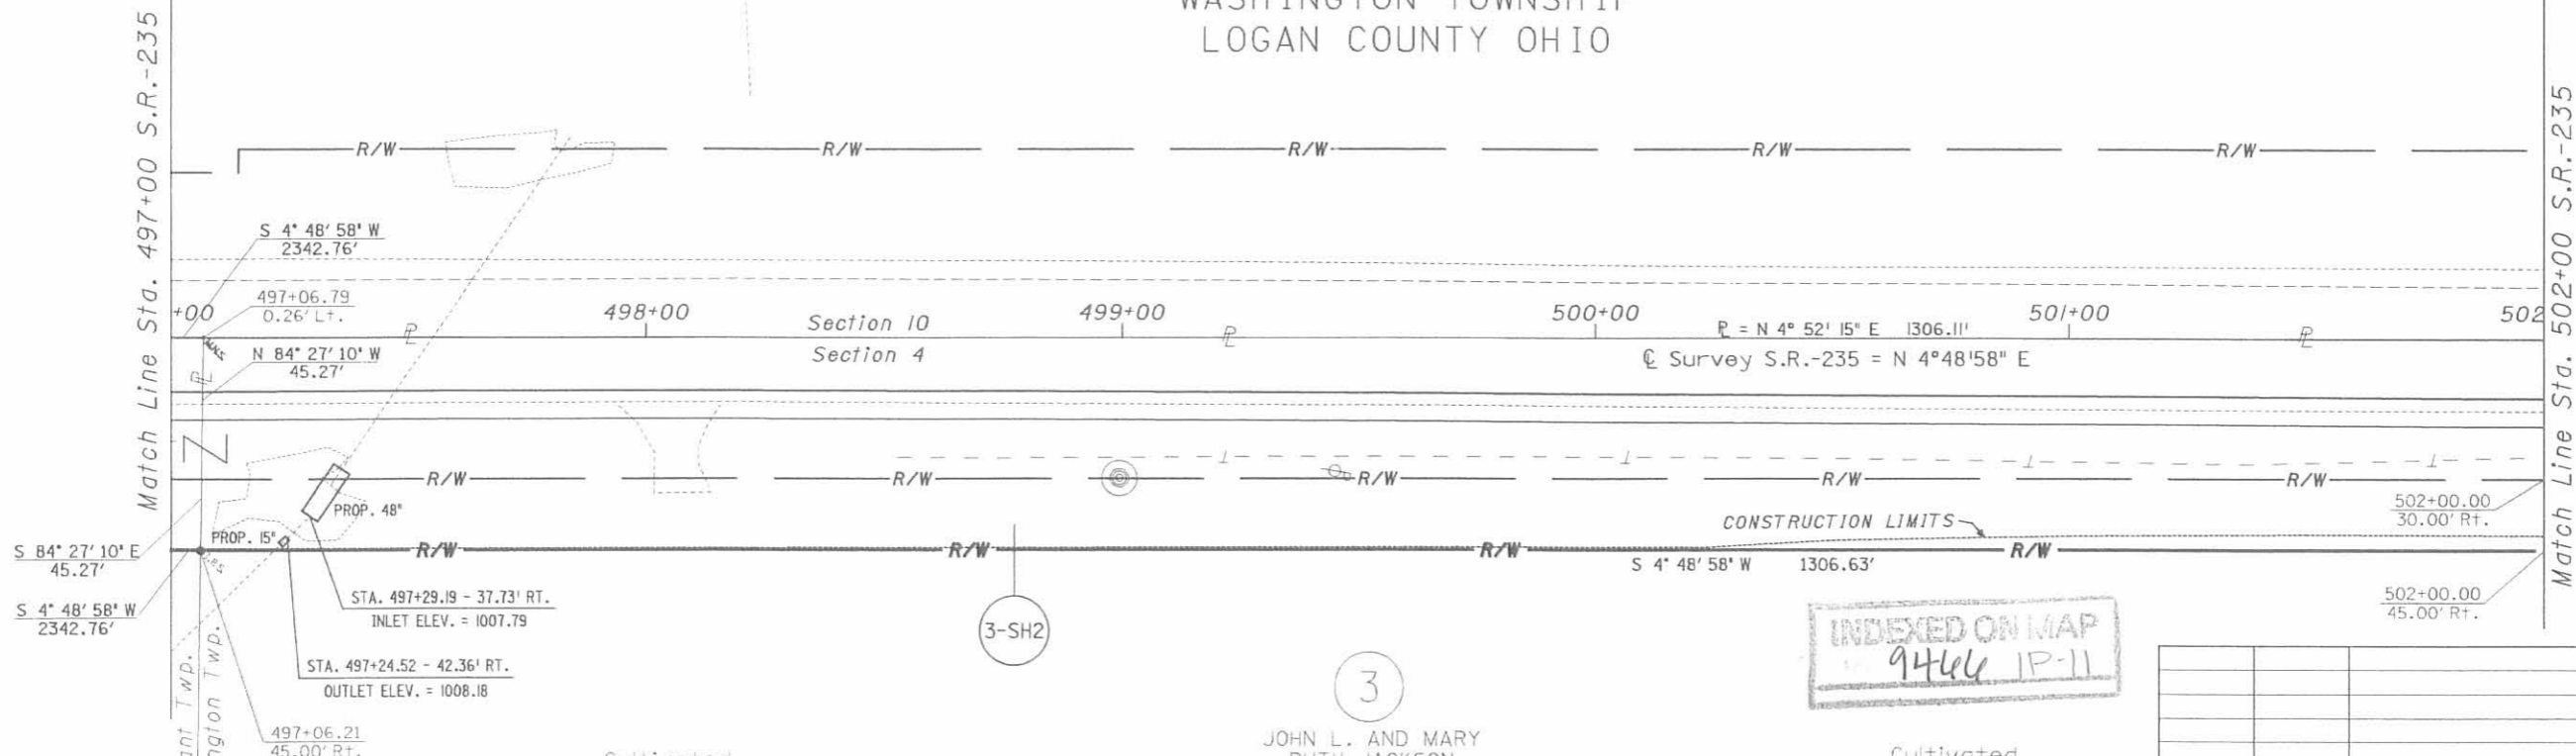 LOGAN COUNTY OHIO
Match Line Sta. 497+00 S.R.-235
Match Line Sta. 502+00 S.R.-235
R/W R/W R/W R/W R/W
S 4° 48' 58" W
2342.76'
497+06.79
0.26' Lt.
+00 498+00 499+00 500+00 501+00 502
Section 10
Section 4
℄ = N 4° 52' 15" E 1306.11'
℄ Survey S.R.-235 = N 4°48'58" E
N 84° 27' 10" W
45.27'
R/W R/W R/W R/W R/W
PROP. 48"
PROP. 15"
502+00.00
30.00' Rt.
CONSTRUCTION LIMITS
S 84° 27' 10" E
45.27'
R/W R/W R/W R/W
S 4° 48' 58" W 1306.63'
S 4° 48' 58" W
2342.76'
STA. 497+29.19 - 37.73' RT.
INLET ELEV. = 1007.79
502+00.00
45.00' Rt.
3-SH2
INDEXED ON MAP
9466 IP-11
STA. 497+24.52 - 42.36' RT.
OUTLET ELEV. = 1008.18
3
Twp.
Twp.
497+06.21
45.00' Rt.
JOHN L. AND MARY
Cultivated